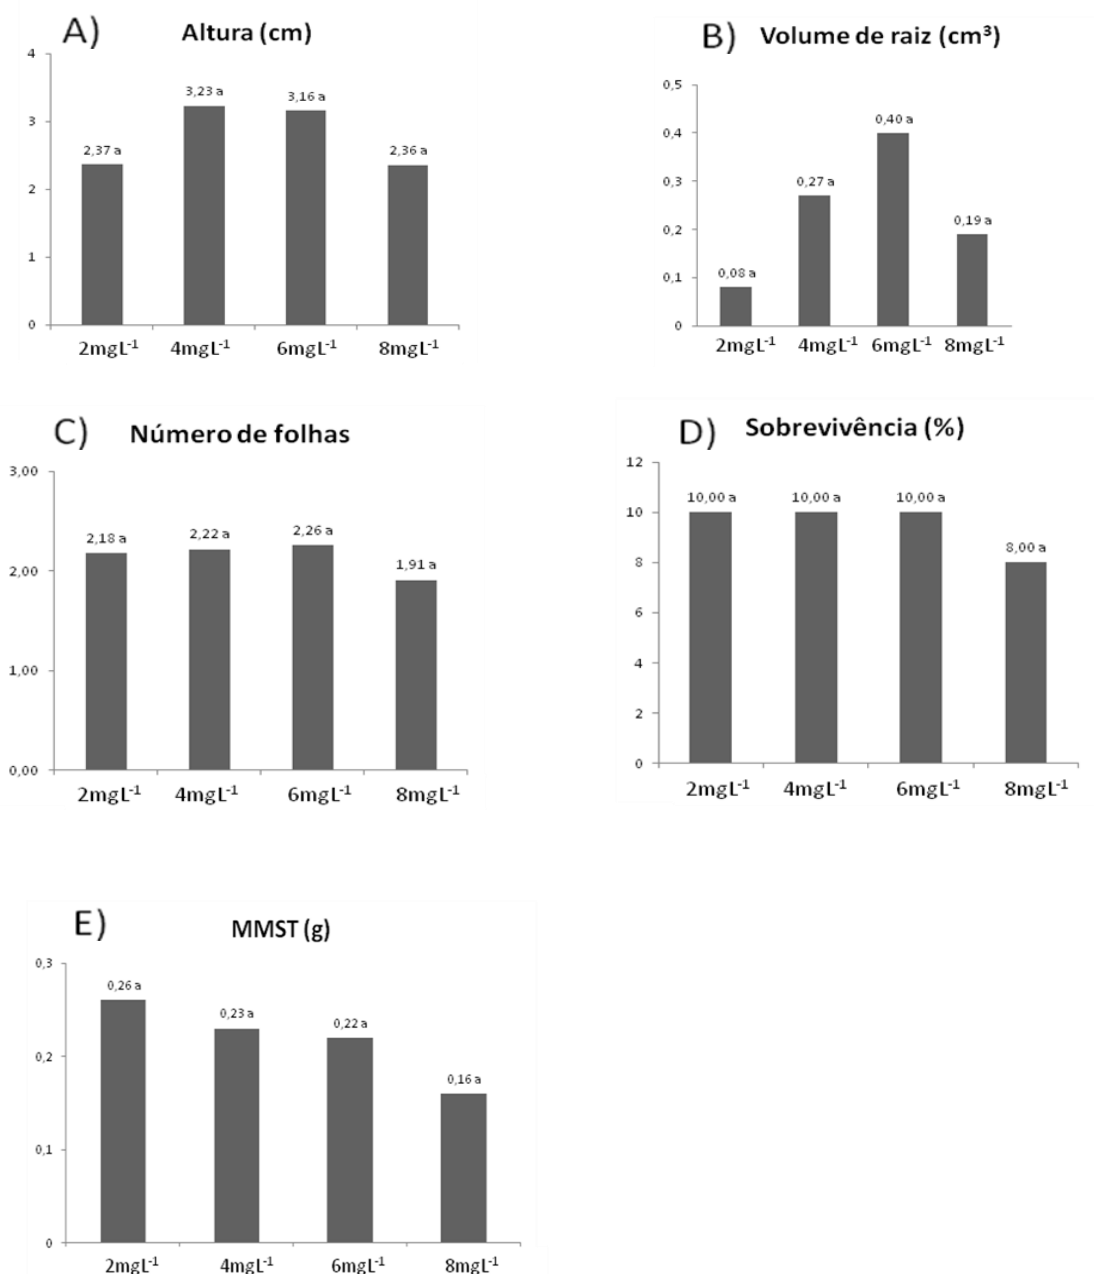 A) Altura (cm)
4
3
2
1
0
2,37 a
3,23 a
3,16 a
2,36 a
2mgL⁻¹ 4mgL⁻¹ 6mgL⁻¹ 8mgL⁻¹
B) Volume de raiz (cm³)
0,5
0,4
0,3
0,2
0,1
0
0,08 a
0,27 a
0,40 a
0,19 a
2mgL⁻¹ 4mgL⁻¹ 6mgL⁻¹ 8mgL⁻¹
C) Número de folhas
3,00
2,00
1,00
0,00
2,18 a
2,22 a
2,26 a
1,91 a
2mgL⁻¹ 4mgL⁻¹ 6mgL⁻¹ 8mgL⁻¹
D) Sobrevivência (%)
12
10
8
6
4
2
0
10,00 a
10,00 a
10,00 a
8,00 a
2mgL⁻¹ 4mgL⁻¹ 6mgL⁻¹ 8mgL⁻¹
E) MMST (g)
0,3
0,2
0,1
0
0,26 a
0,23 a
0,22 a
0,16 a
2mgL⁻¹ 4mgL⁻¹ 6mgL⁻¹ 8mgL⁻¹